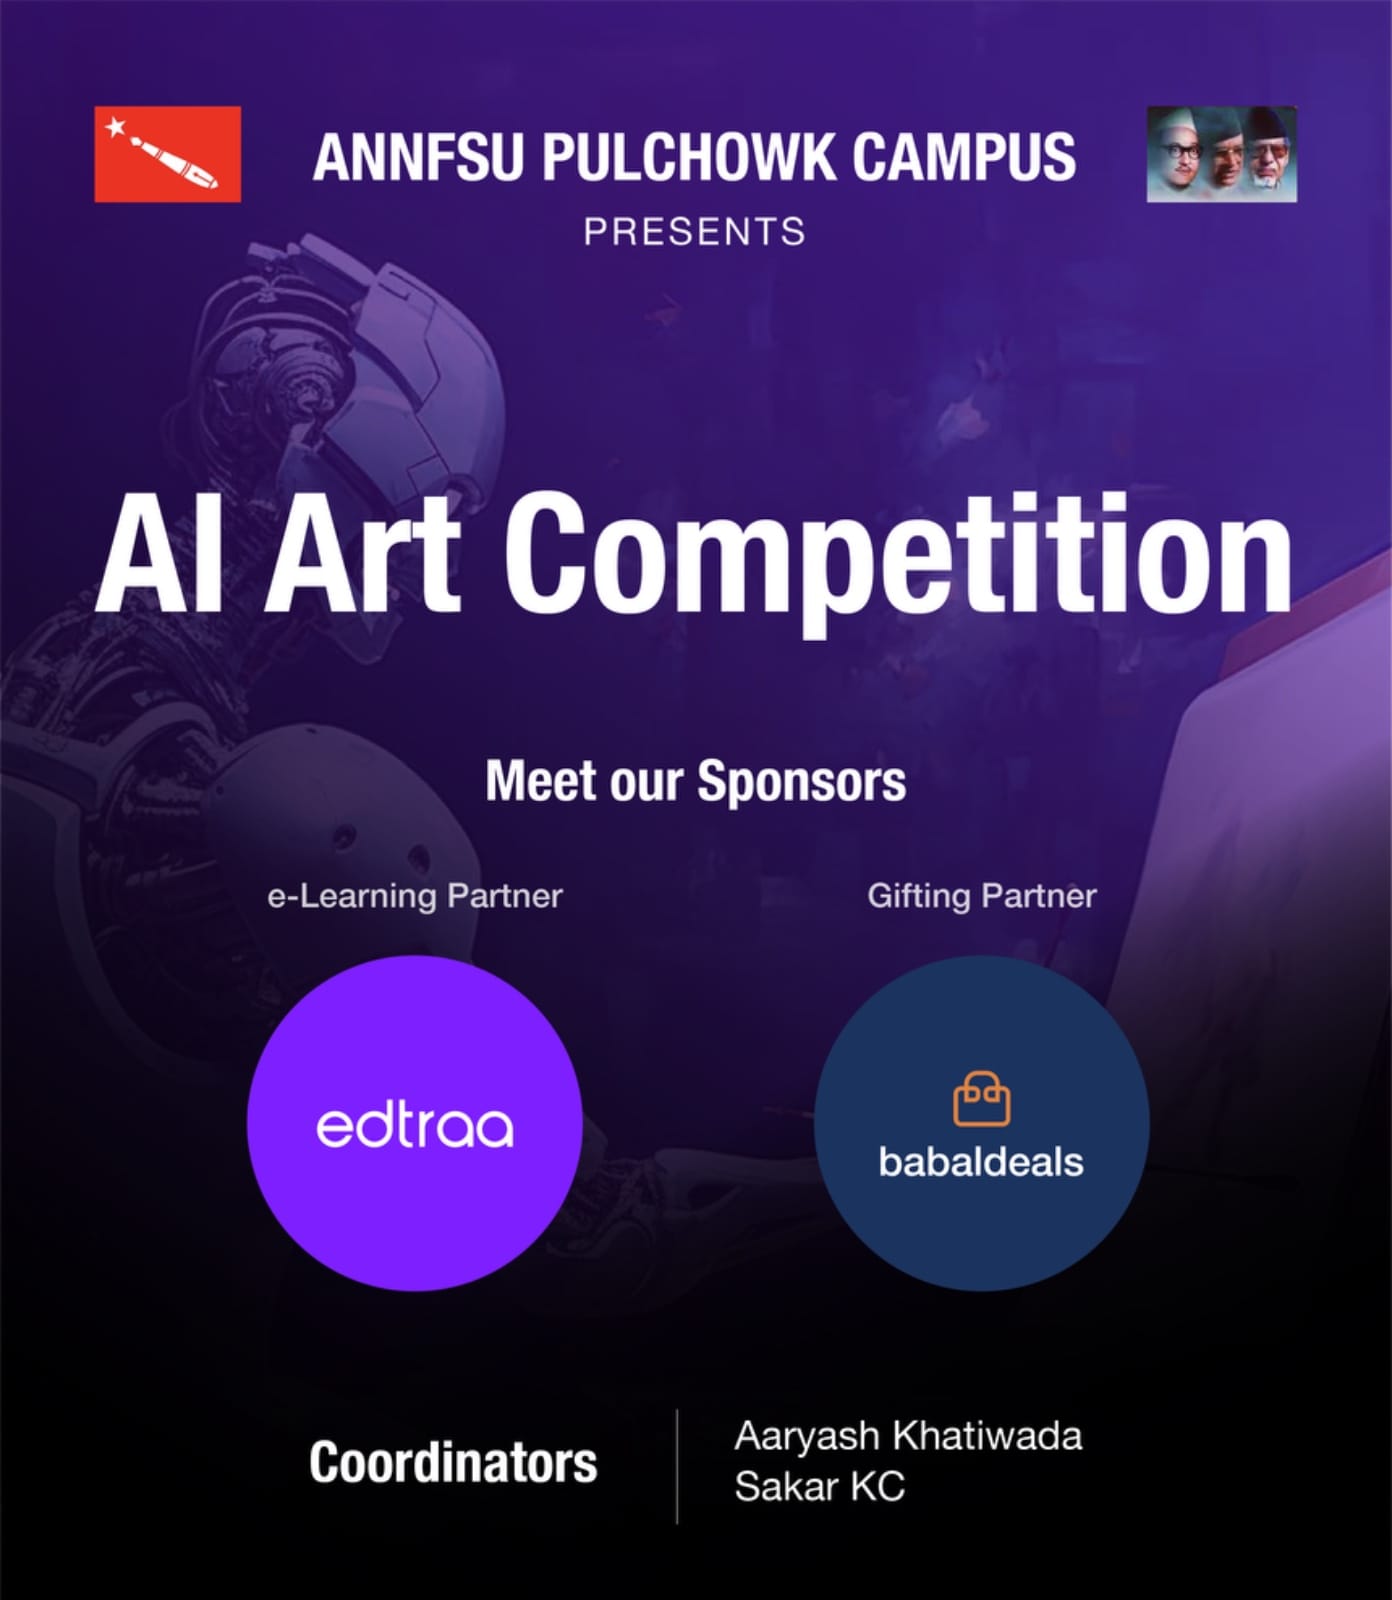 ANNFSU PULCHOWK CAMPUS
PRESENTS
AI Art Competition
Meet our Sponsors
e-Learning Partner
Gifting Partner
edtraa
babaldeals
Coordinators
Aaryash Khatiwada
Sakar KC